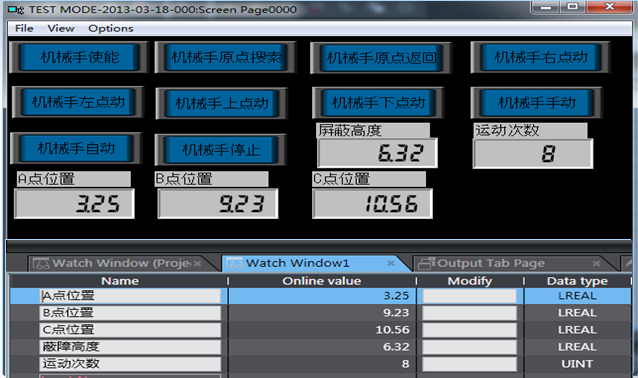 TEST MODE-2013-03-18-000:Screen Page0000
File View Options
机械手使能 机械手原点搜索 机械手原点返回 机械手右点动
机械手左点动 机械手上点动 机械手下点动 机械手手动
机械手自动 机械手停止 屏蔽高度 运动次数
6.32 8
A点位置 B点位置 C点位置
3.25 9.23 10.56
Watch Window (Proje Watch Window1 Output Tab Page
Name Online value Modify Data type
A点位置 3.25 LREAL
B点位置 9.23 LREAL
C点位置 10.56 LREAL
蔽障高度 6.32 LREAL
运动次数 8 UINT